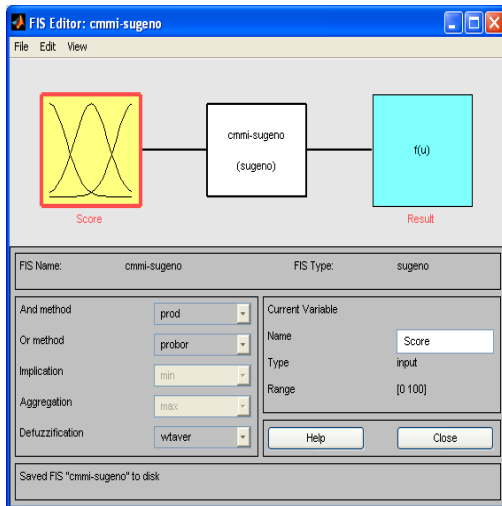 FIS Editor: cmmi-sugeno
File Edit View
cmmi-sugeno
(sugeno)
f(u)
Score
Result
FIS Name: cmmi-sugeno FIS Type: sugeno
And method prod
Or method probor
Implication min
Aggregation max
Defuzzification wtaver
Current Variable
Name Score
Type input
Range [0 100]
Help Close
Saved FIS "cmmi-sugeno" to disk